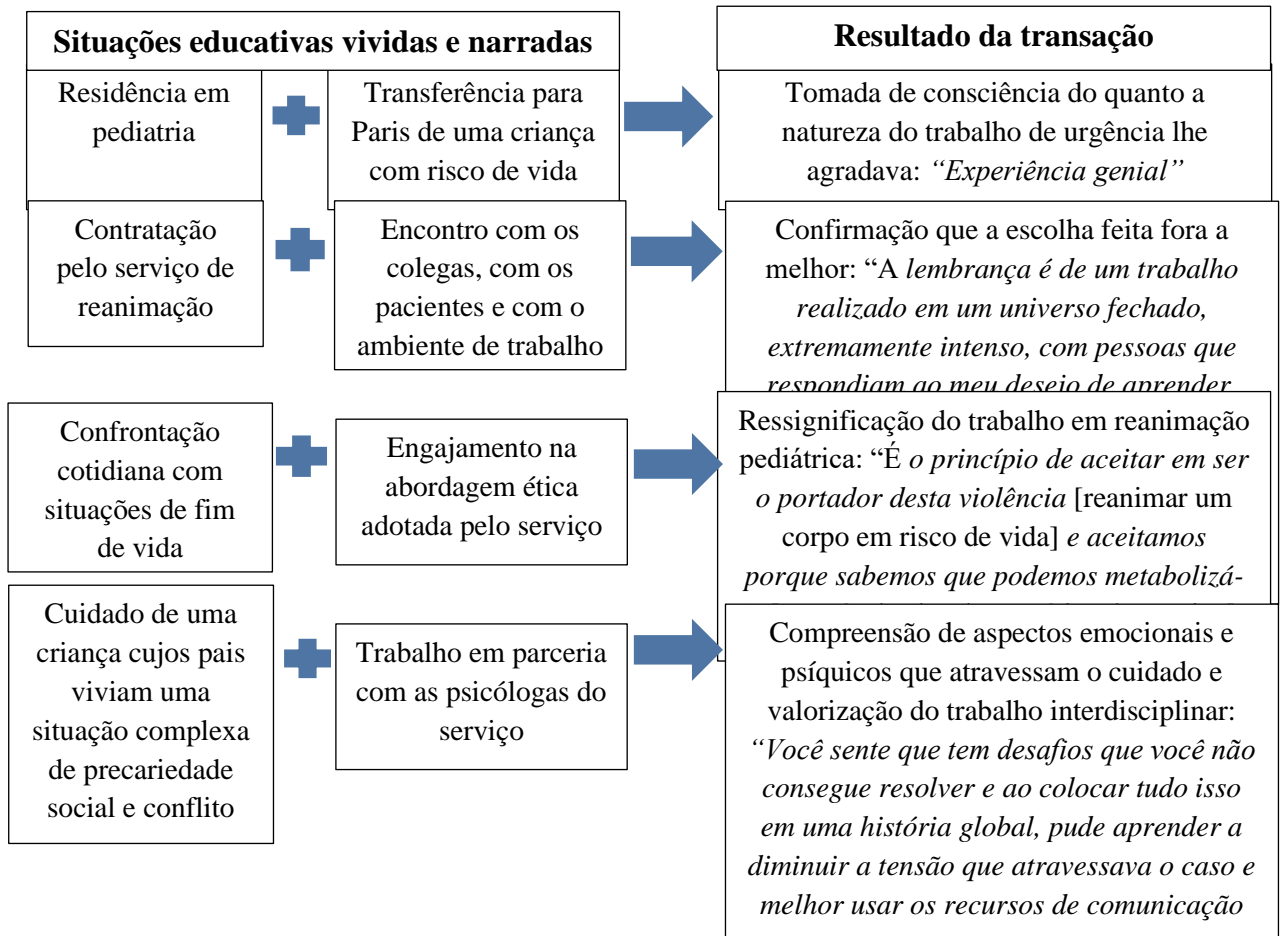 Situações educativas vividas e narradas
Resultado da transação
Residência em
pediatria
Transferência para
Paris de uma criança
com risco de vida
Tomada de consciência do quanto a
natureza do trabalho de urgência lhe
agradava: “Experiência genial”
Contratação
pelo serviço de
reanimação
Encontro com os
colegas, com os
pacientes e com o
ambiente de trabalho
Confirmação que a escolha feita fora a
melhor: “A lembrança é de um trabalho
realizado em um universo fechado,
extremamente intenso, com pessoas que
respondiam ao meu desejo de aprender
Confrontação
cotidiana com
situações de fim
de vida
Engajamento na
abordagem ética
adotada pelo serviço
Ressignificação do trabalho em reanimação
pediátrica: “É o princípio de aceitar em ser
o portador desta violência [reanimar um
corpo em risco de vida] e aceitamos
porque sabemos que podemos metabolizá-
Cuidado de uma
criança cujos pais
viviam uma
situação complexa
de precariedade
social e conflito
Trabalho em parceria
com as psicólogas do
serviço
Compreensão de aspectos emocionais e
psíquicos que atravessam o cuidado e
valorização do trabalho interdisciplinar:
“Você sente que tem desafios que você não
consegue resolver e ao colocar tudo isso
em uma história global, pude aprender a
diminuir a tensão que atravessava o caso e
melhor usar os recursos de comunicação